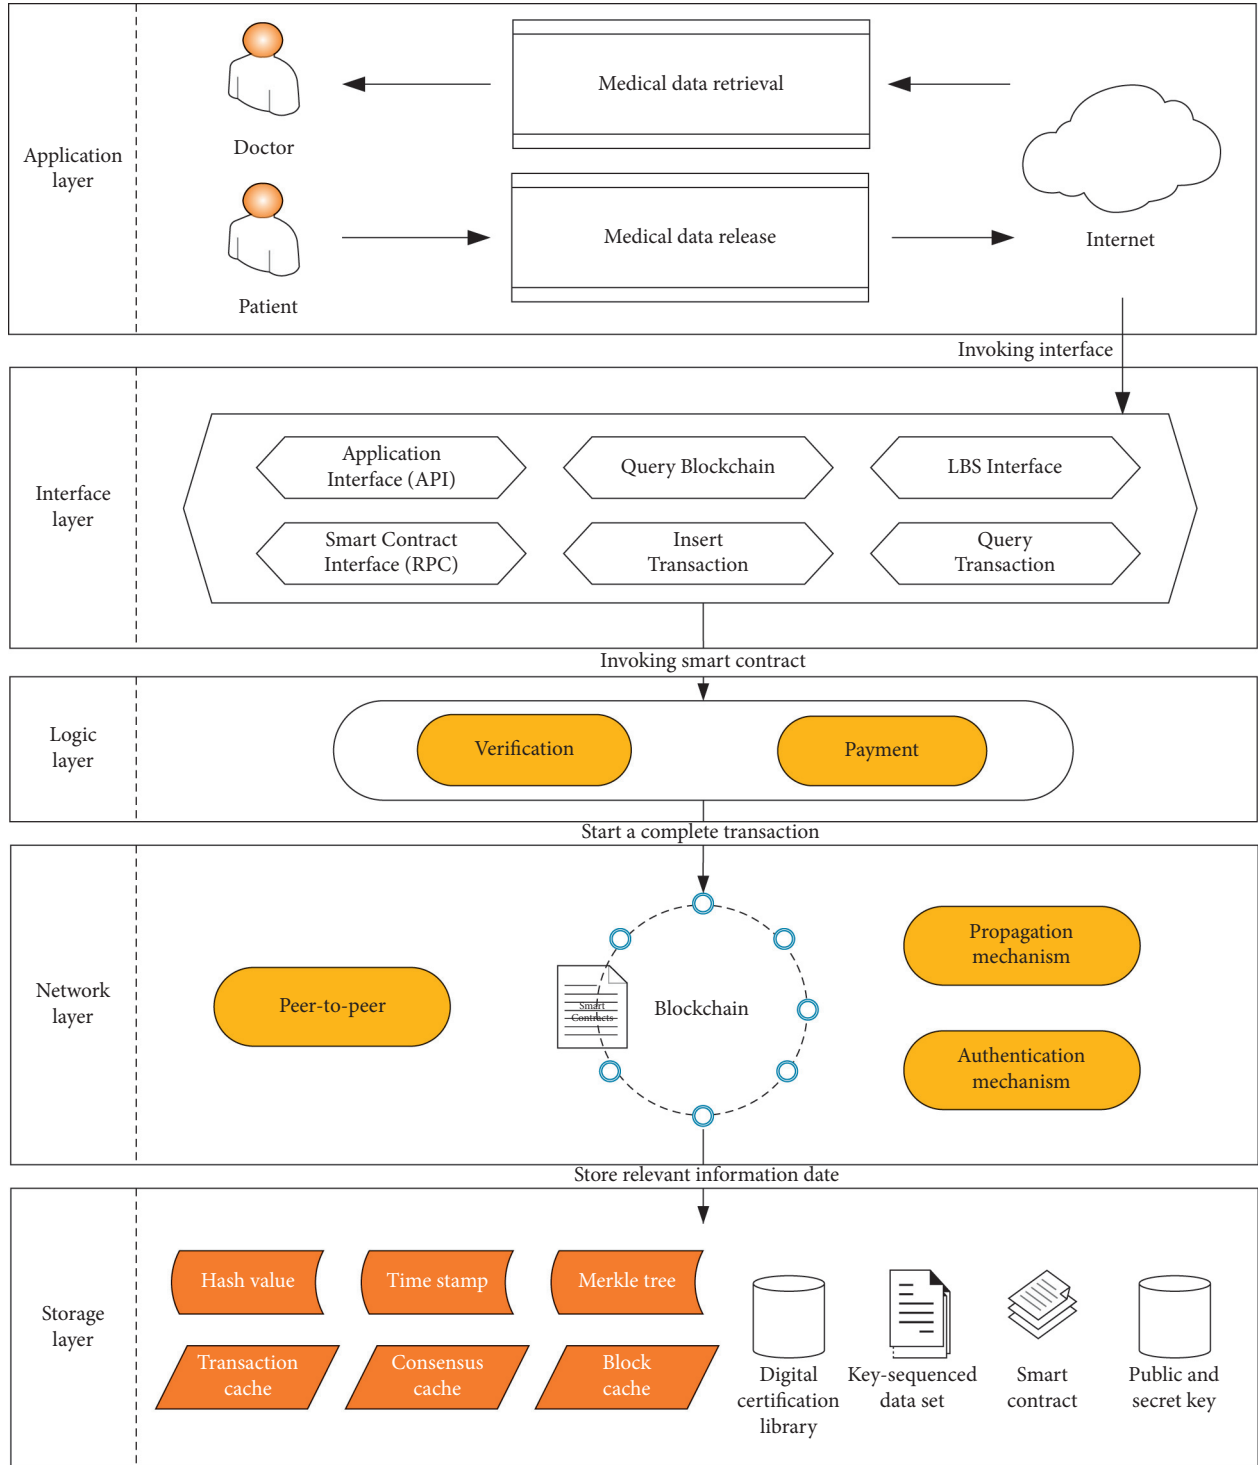 Application
layer
Doctor
Medical data retrieval
Patient
Medical data release
Internet
Invoking interface
Interface
layer
Application
Interface (API)
Query Blockchain
LBS Interface
Smart Contract
Interface (RPC)
Insert
Transaction
Query
Transaction
Invoking smart contract
Logic
layer
Verification
Payment
Start a complete transaction
Network
layer
Peer-to-peer
Smart
Contracts
Blockchain
Propagation
mechanism
Authentication
mechanism
Store relevant information date
Storage
layer
Hash value
Time stamp
Merkle tree
Transaction
cache
Consensus
cache
Block
cache
Digital
certification
library
Key-sequenced
data set
Smart
contract
Public and
secret key